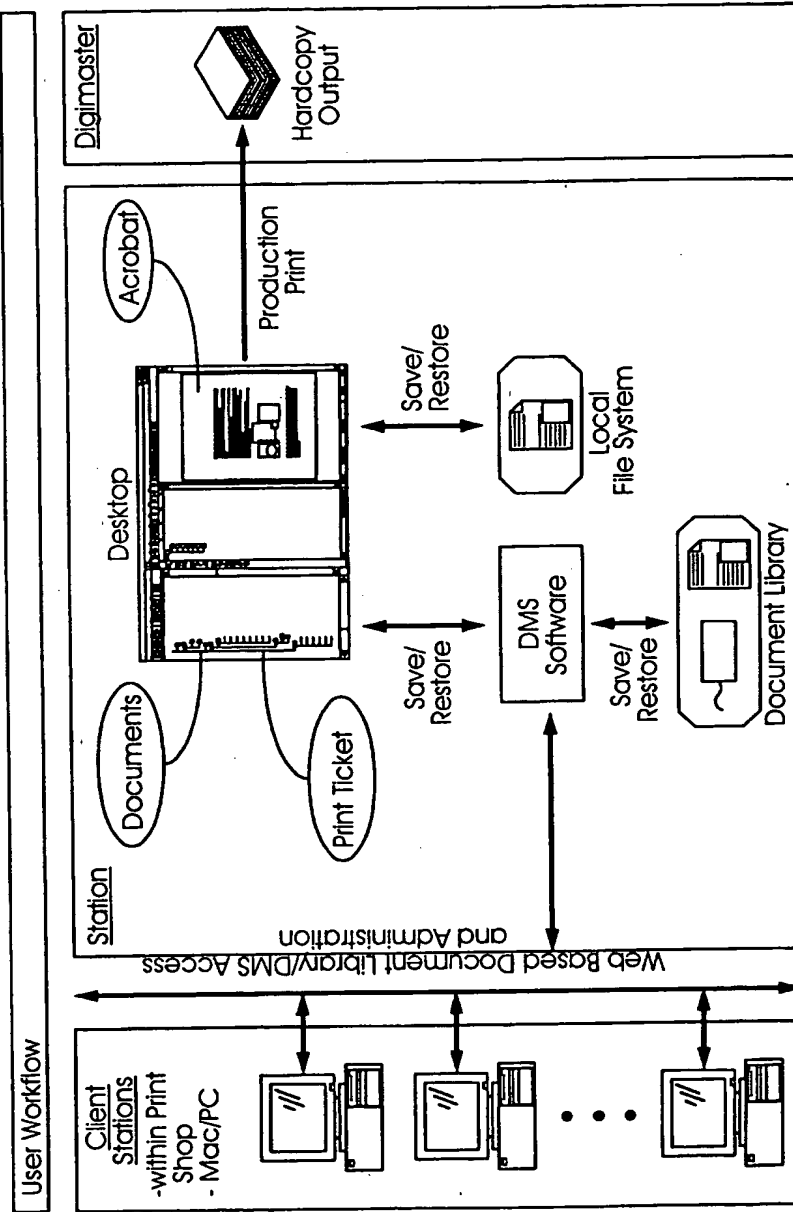 User Workflow
Client
Stations
-within Print
Shop
- Mac/PC
Web Based Document Library/DMS Access
and Administration
Station
Documents
Print Ticket
Desktop
Acrobat
Save/
Restore
DMS
Software
Save/
Restore
Document Library
Save/
Restore
Local
File System
Production
Print
Digimaster
Hardcopy
Output